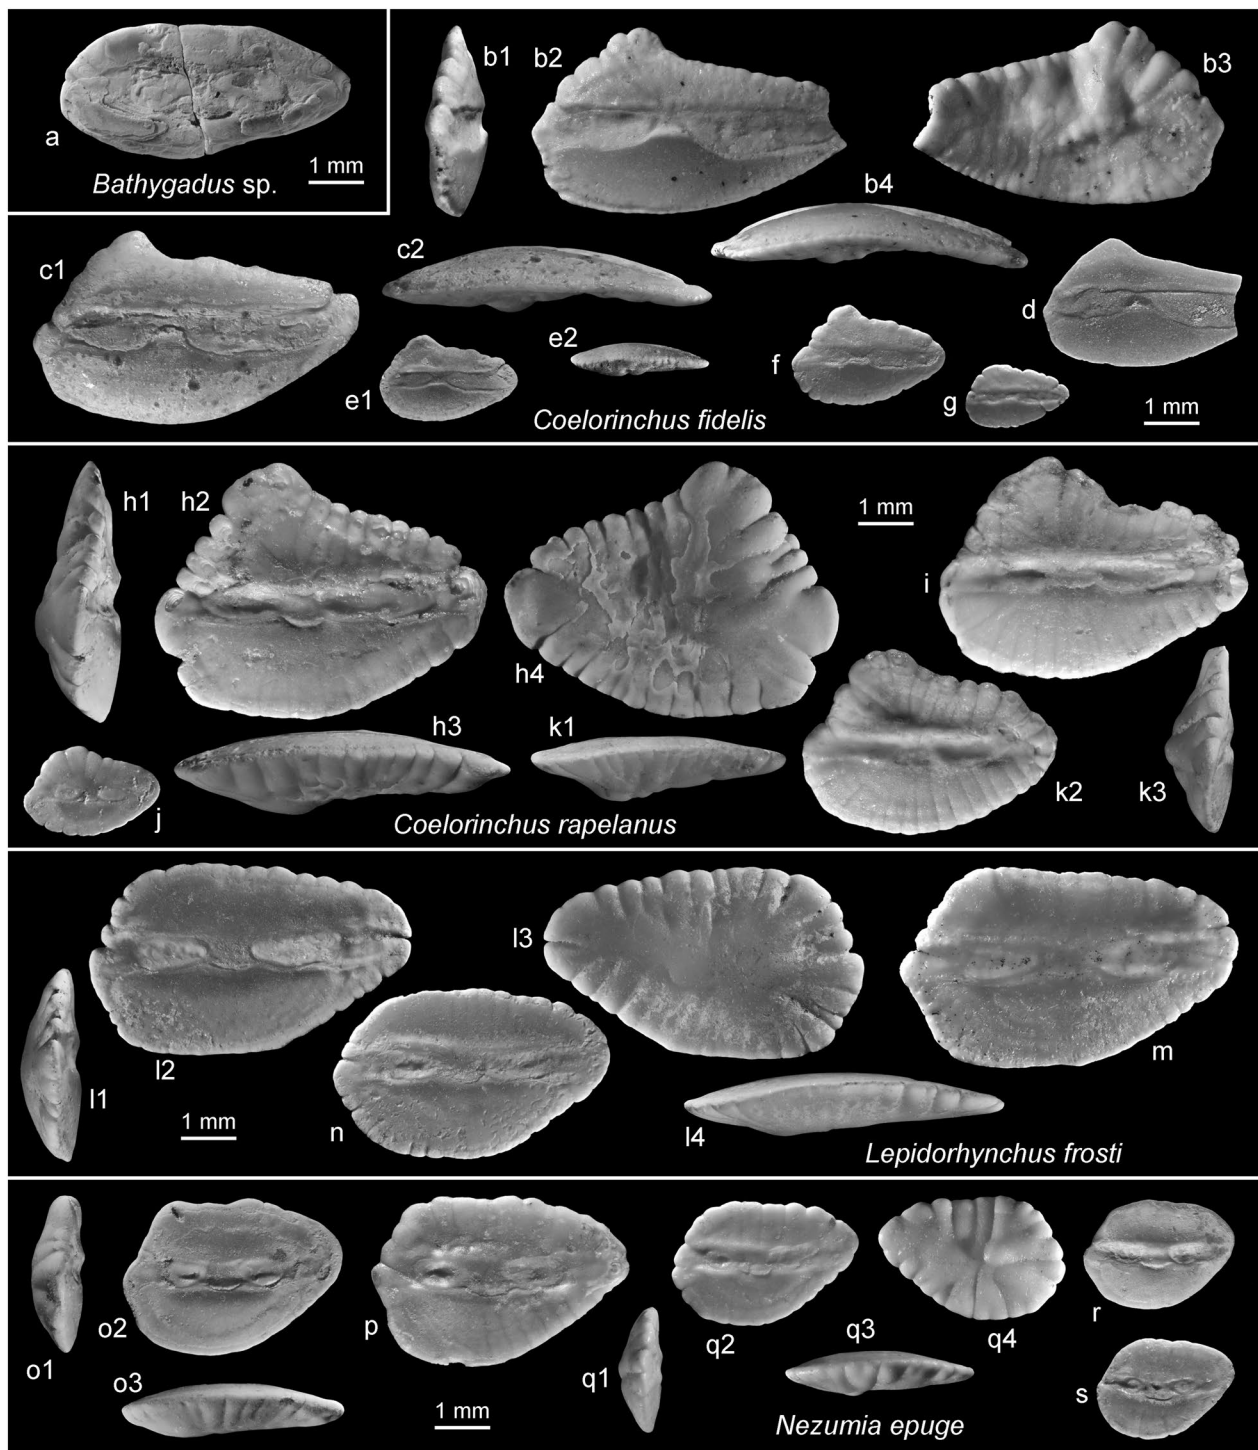 b1 b2 b3
a
1 mm
Bathygadus sp.
b4
c1 c2
d
e2
e1 f
g
1 mm
Coelorinchus fidelis
h1 h2
1 mm
i
h4
h3 k1
k2 k3
j
Coelorinchus rapelanus
l3
m
l2
l1
1 mm
n
l4
Lepidorhynchus frosti
r
o2 p
q2 q3 q4
o1
o3
q1
s
1 mm
Nezumia epuge